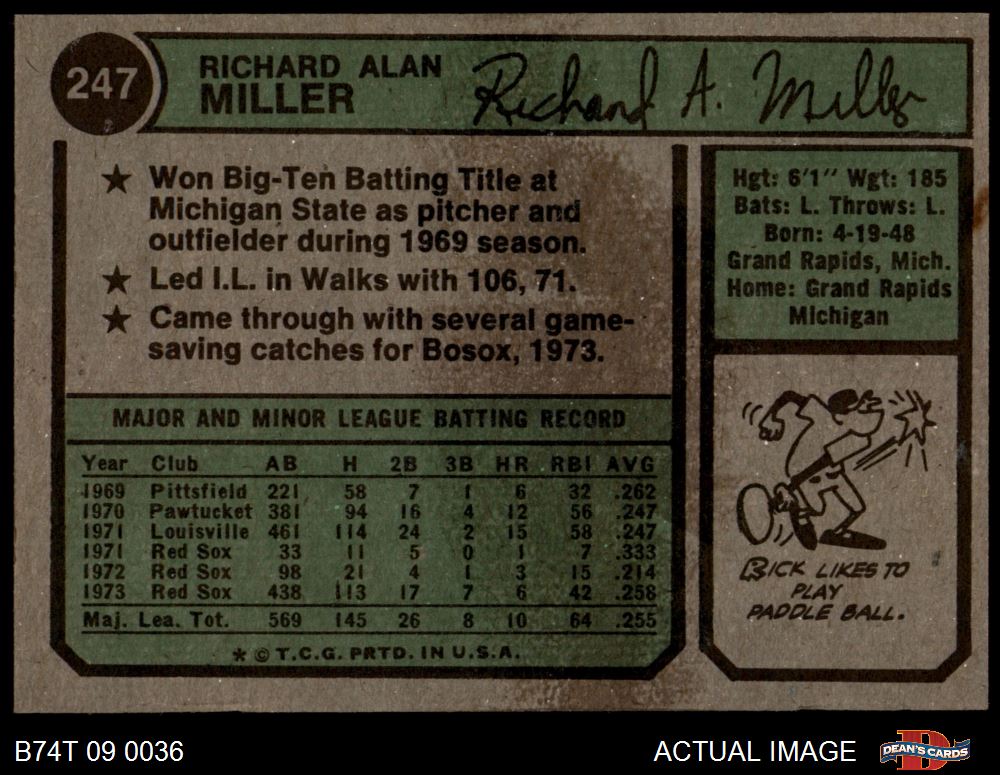 247
RICHARD ALAN
MILLER
Richard A. Miller
★ Won Big-Ten Batting Title at
Michigan State as pitcher and
outfielder during 1969 season.
★ Led I.L. in Walks with 106, 71.
★ Came through with several game-
saving catches for Bosox, 1973.
Hgt: 6'1" Wgt: 185
Bats: L. Throws: L.
Born: 4-19-48
Grand Rapids, Mich.
Home: Grand Rapids
Michigan
MAJOR AND MINOR LEAGUE BATTING RECORD
Year Club AB H 2B 3B HR RBI AVG
1969 Pittsfield 221 58 7 1 6 32 .262
1970 Pawtucket 381 94 16 4 12 56 .247
1971 Louisville 461 114 24 2 15 58 .247
1971 Red Sox 33 11 5 0 1 7 .333
1972 Red Sox 98 21 4 1 3 15 .214
1973 Red Sox 438 113 17 7 6 42 .258
Maj. Lea. Tot. 569 145 26 8 10 64 .255
* © T.C.G. PRTD. IN U.S.A.
RICK LIKES TO
PLAY
PADDLE BALL.
B74T 09 0036
ACTUAL IMAGE
D
DEAN'S CARDS